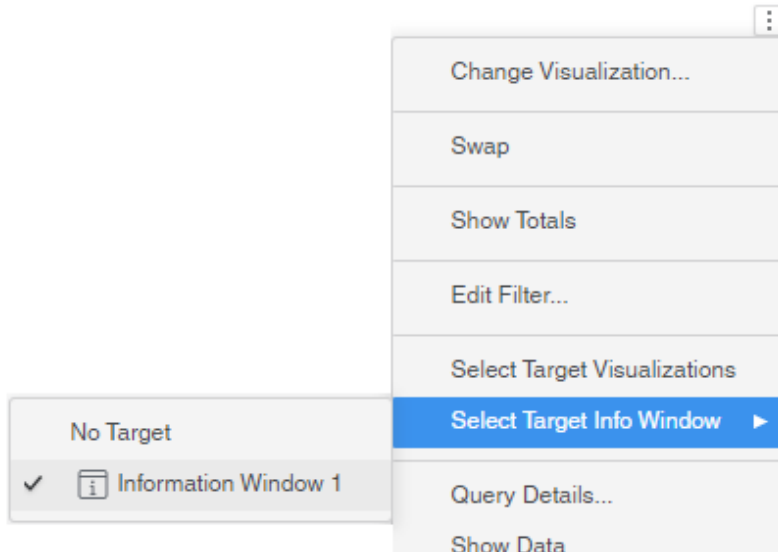 Change Visualization...
Swap
Show Totals
Edit Filter...
Select Target Visualizations
Select Target Info Window
No Target
Information Window 1
Query Details...
Show Data